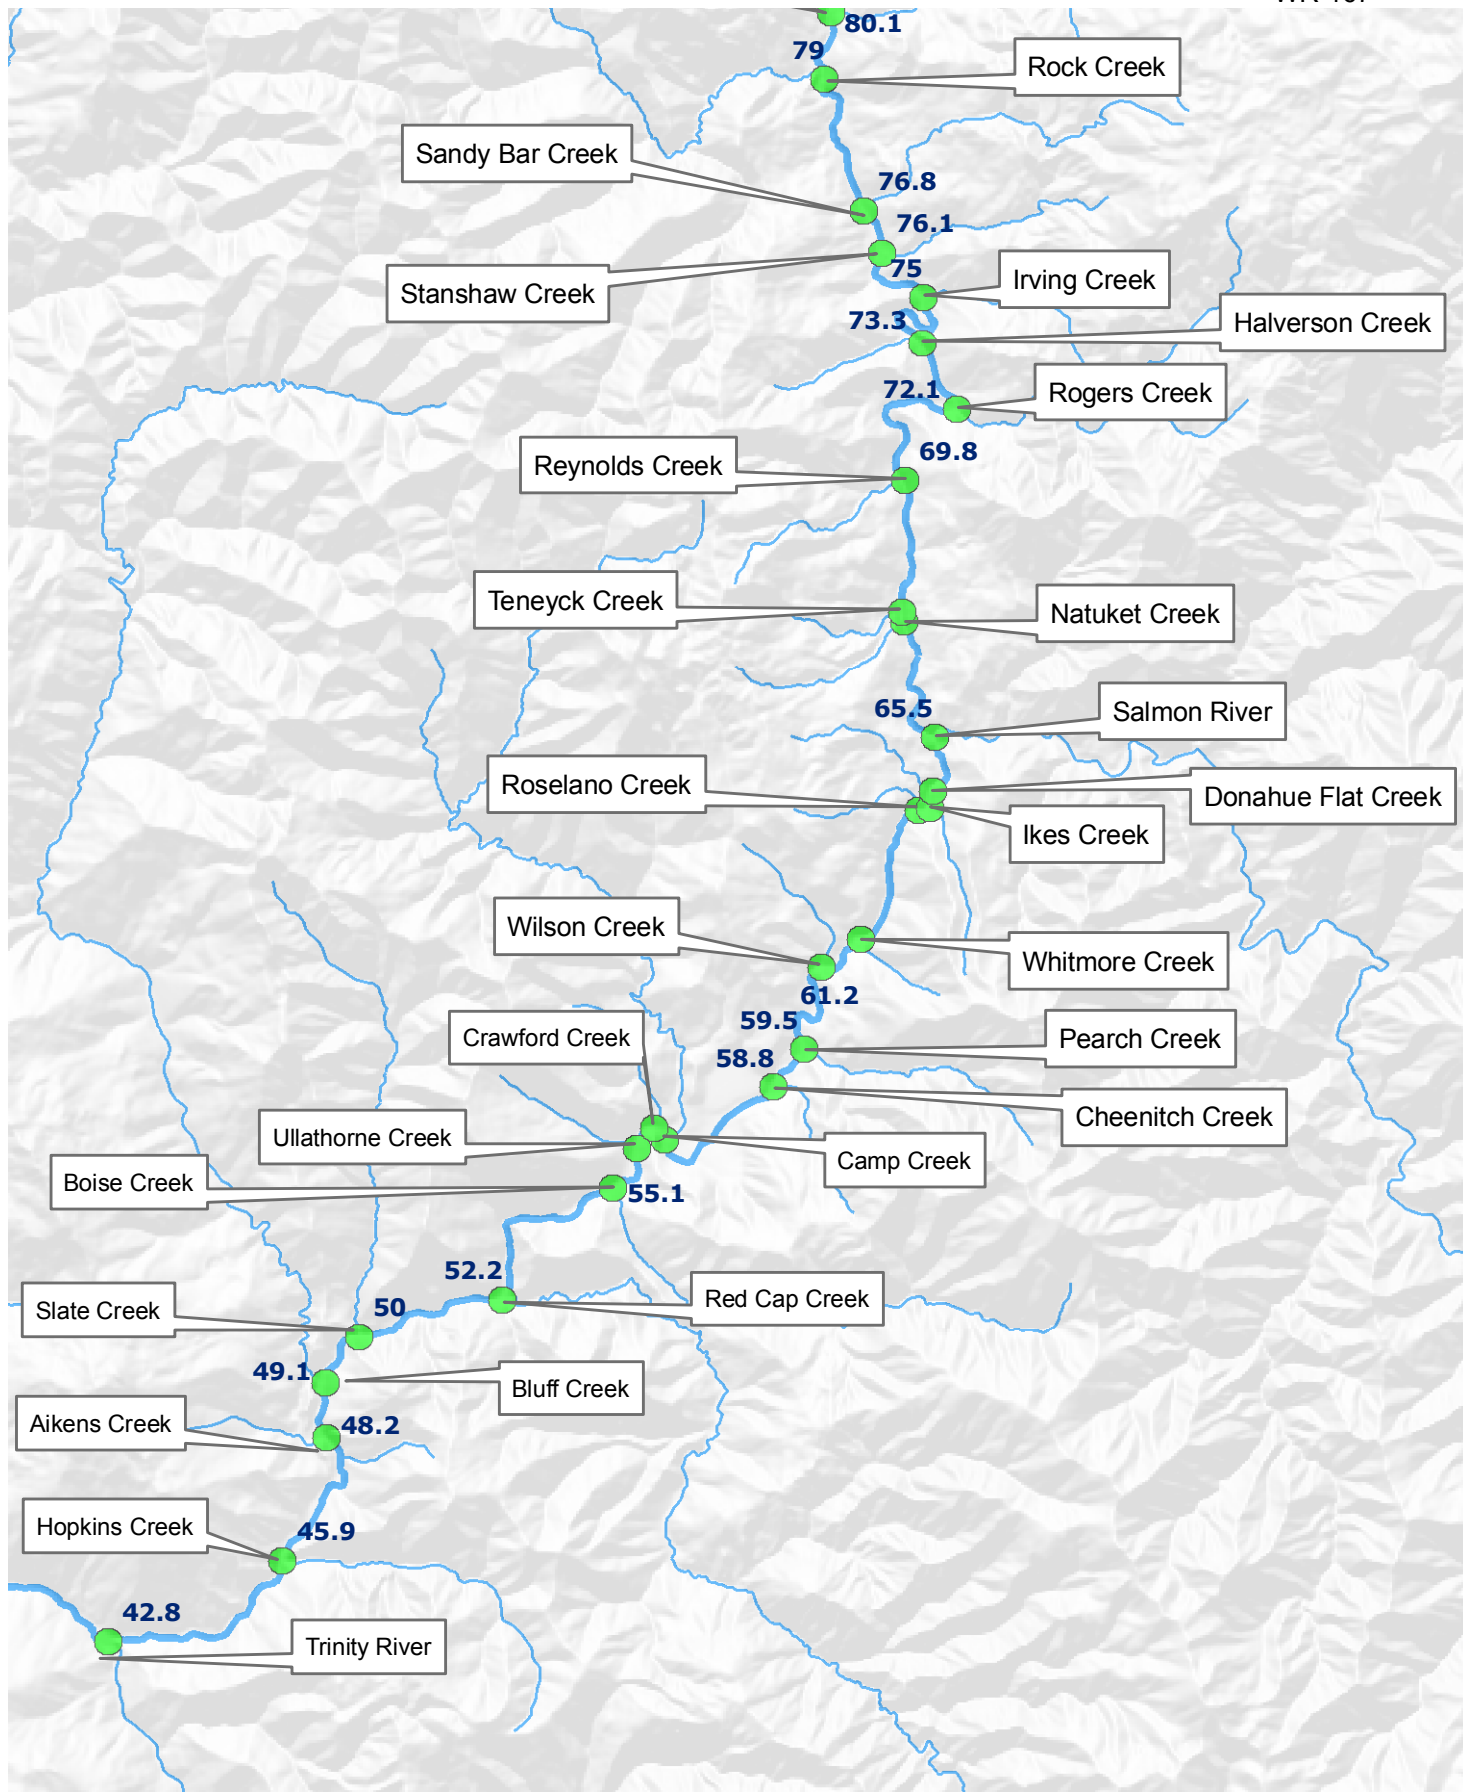 80.1
79
Rock Creek
Sandy Bar Creek
76.8
76.1
Stanshaw Creek
75
Irving Creek
73.3
Halverson Creek
72.1
Rogers Creek
69.8
Reynolds Creek
Teneyck Creek
Natuket Creek
65.5
Salmon River
Roselano Creek
Donahue Flat Creek
Ikes Creek
Wilson Creek
Whitmore Creek
61.2
59.5
Crawford Creek
Pearch Creek
58.8
Cheenitch Creek
Ullathorne Creek
Camp Creek
Boise Creek
55.1
52.2
Red Cap Creek
50
Slate Creek
49.1
Bluff Creek
Aikens Creek
48.2
Hopkins Creek
45.9
42.8
Trinity River